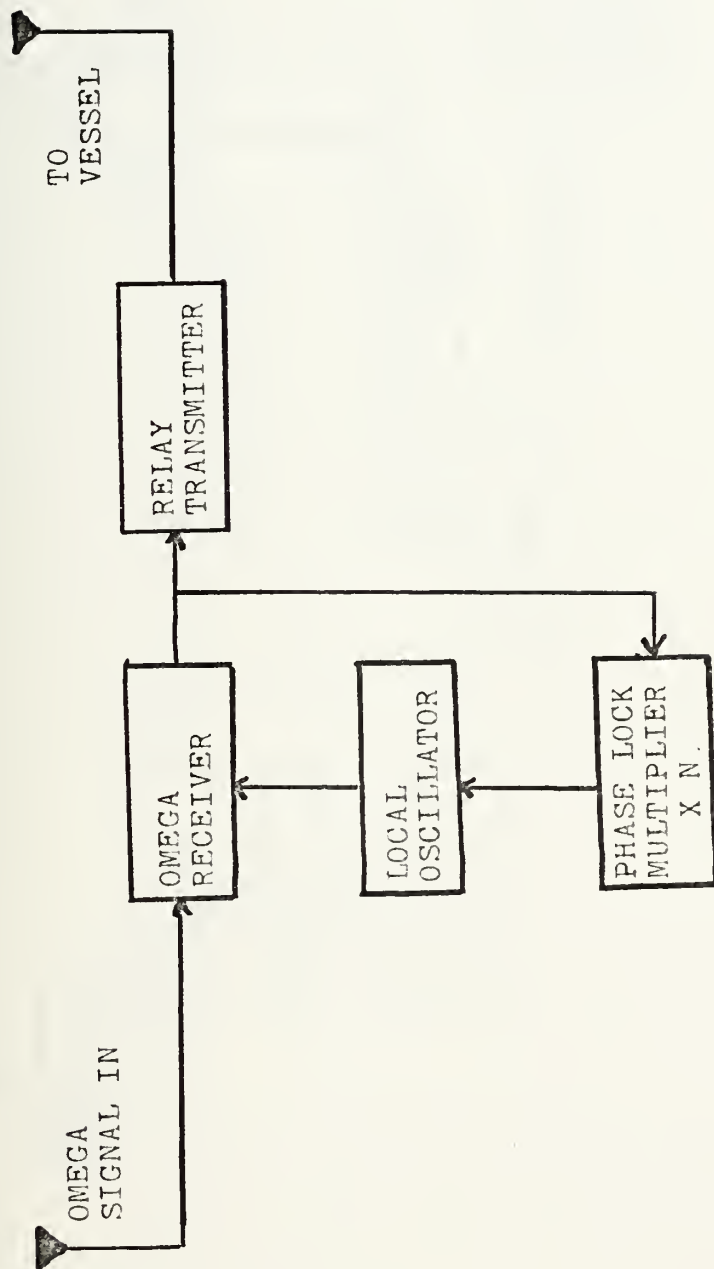 OMEGA
SIGNAL IN
OMEGA
RECEIVER
RELAY
TRANSMITTER
TO
VESSEL
LOCAL
OSCILLATOR
PHASE LOCK
MULTIPLIER
X N.